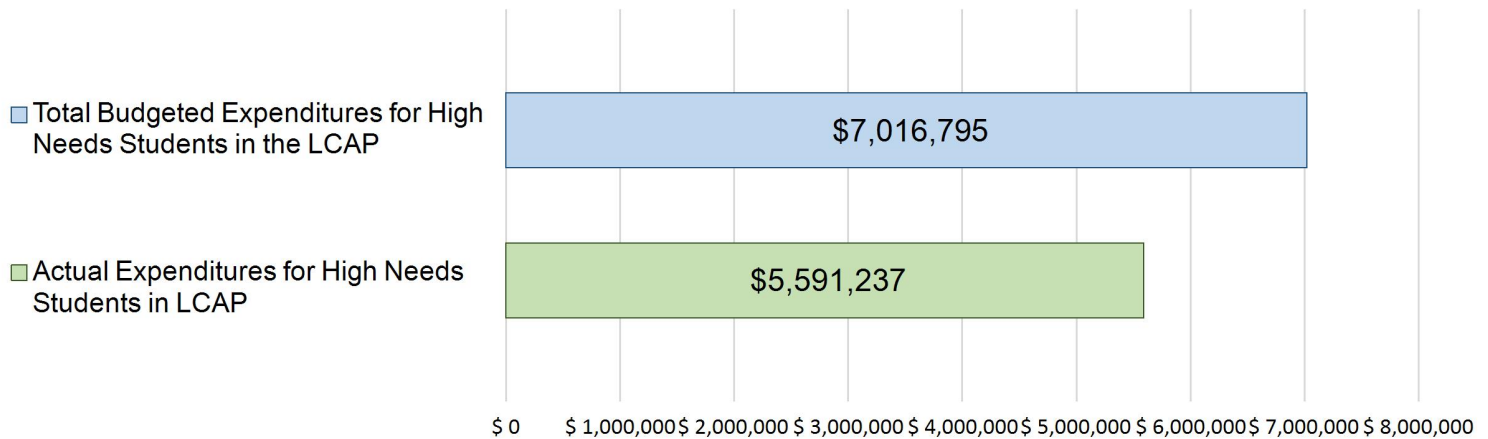 Total Budgeted Expenditures for High
Needs Students in the LCAP
$7,016,795
Actual Expenditures for High Needs
Students in LCAP
$5,591,237
$ 0 $ 1,000,000 $ 2,000,000 $ 3,000,000 $ 4,000,000 $ 5,000,000 $ 6,000,000 $ 7,000,000 $ 8,000,000